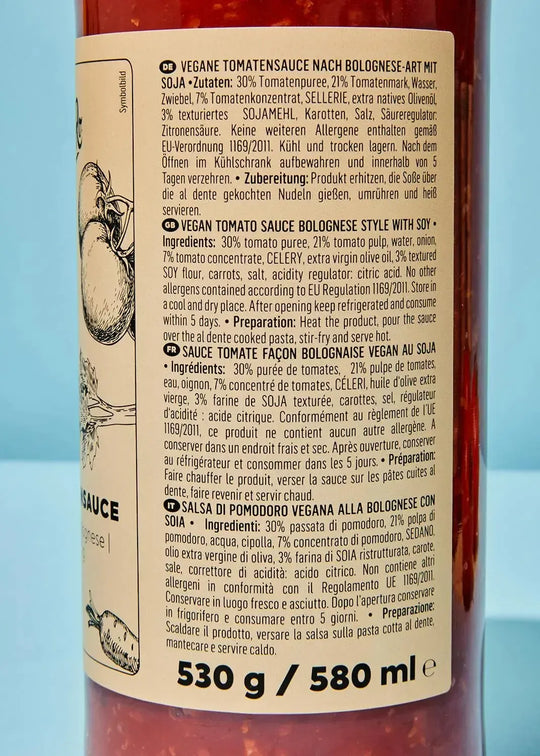 Symbolbild
DE VEGANE TOMATENSAUCE NACH BOLOGNESE-ART MIT
SOJA • Zutaten: 30% Tomatenpuree, 21% Tomatenmark, Wasser,
Zwiebel, 7% Tomatenkonzentrat, SELLERIE, extra natives Olivenöl,
3% texturiertes SOJAMEHL, Karotten, Salz, Säureregulator:
Zitronensäure. Keine weiteren Allergene enthalten gemäß
EU-Verordnung 1169/2011. Kühl und trocken lagern. Nach dem
Öffnen im Kühlschrank aufbewahren und innerhalb von 5
Tagen verzehren. • Zubereitung: Produkt erhitzen, die Soße über
die al dente gekochten Nudeln gießen, umrühren und heiß
servieren.
GB VEGAN TOMATO SAUCE BOLOGNESE STYLE WITH SOY •
Ingredients: 30% tomato puree, 21% tomato pulp, water, onion,
7% tomato concentrate, CELERY, extra virgin olive oil, 3% textured
SOY flour, carrots, salt, acidity regulator: citric acid. No other
allergens contained according to EU Regulation 1169/2011. Store in
a cool and dry place. After opening keep refrigerated and consume
within 5 days. • Preparation: Heat the product, pour the sauce
over the al dente cooked pasta, stir-fry and serve hot.
FR SAUCE TOMATE FAÇON BOLOGNAISE VEGAN AU SOJA
• Ingrédients: 30% purée de tomates, 21% pulpe de tomates,
eau, oignon, 7% concentré de tomates, CÉLERI, huile d'olive extra
vierge, 3% farine de SOJA texturée, carottes, sel, régulateur
d'acidité : acide citrique. Conformément au règlement de l'UE
1169/2011, ce produit ne contient aucun autre allergène. A
conserver dans un endroit frais et sec. Après ouverture, conserver
au réfrigérateur et consommer dans les 5 jours. • Préparation:
Faire chauffer le produit, verser la sauce sur les pâtes cuites al
dente, faire revenir et servir chaud.
IT SALSA DI POMODORO VEGANA ALLA BOLOGNESE CON
SOIA • Ingredienti: 30% passata di pomodoro, 21% polpa di
pomodoro, acqua, cipolla, 7% concentrato di pomodoro, SEDANO,
olio extra vergine di oliva, 3% farina di SOIA ristrutturata, carote,
sale, correttore di acidità: acido citrico. Non contiene altri
allergeni in conformità con il Regolamento UE 1169/2011.
Conservare in luogo fresco e asciutto. Dopo l'apertura conservare
in frigorifero e consumare entro 5 giorni. • Preparazione:
Scaldare il prodotto, versare la salsa sulla pasta cotta al dente,
mantecare e servire caldo.
SAUCE
gnese |
530 g / 580 ml e